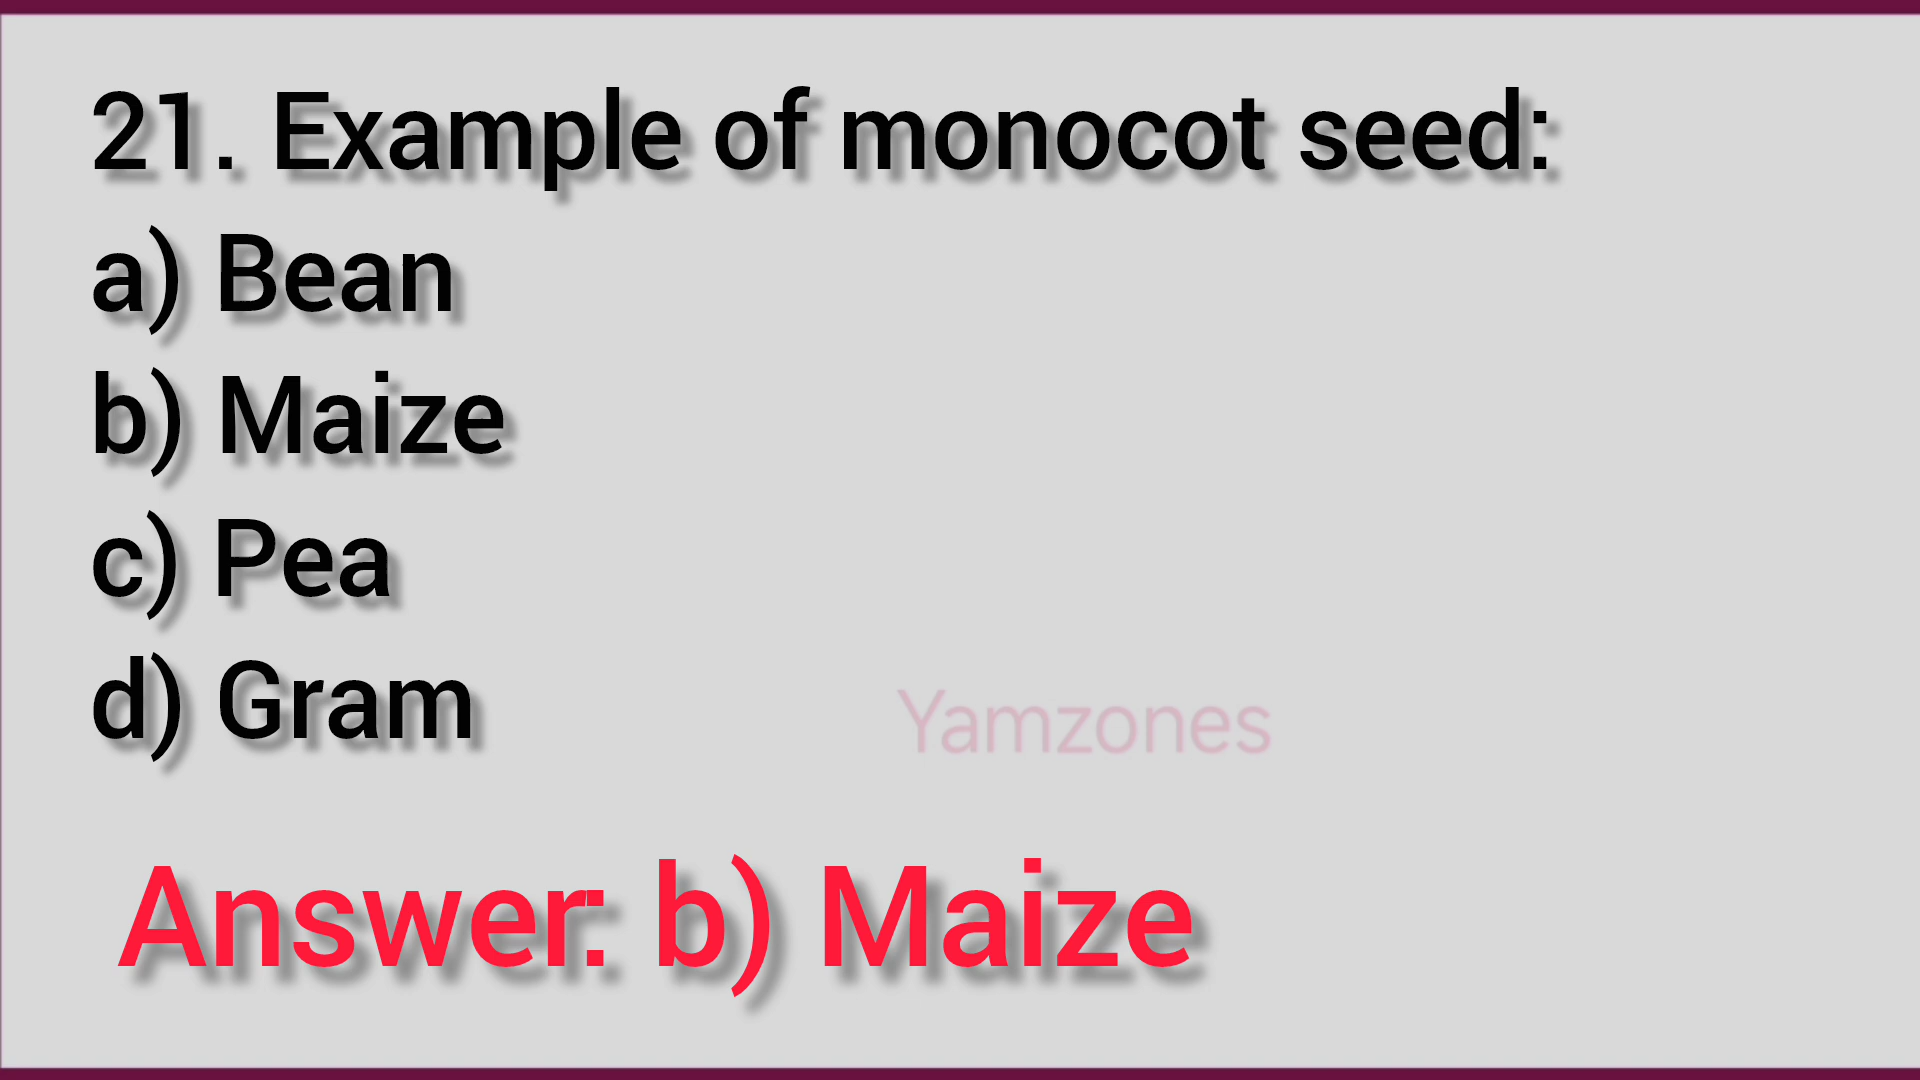 21. Example of monocot seed:
a) Bean
b) Maize
c) Pea
d) Gram
Yamzones
Answer: b) Maize